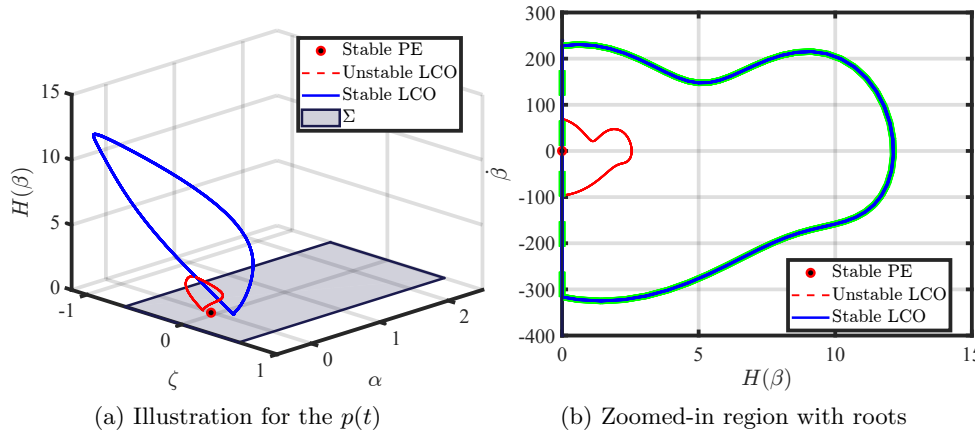 Stable PE
Unstable LCO
Stable LCO
Σ
15
10
5
0
H(β)
-1
0
1
ζ
0
1
2
α
(a) Illustration for the p(t)
300
200
100
0
-100
-200
-300
-400
β̇
0
5
10
15
H(β)
Stable PE
Unstable LCO
Stable LCO
(b) Zoomed-in region with roots